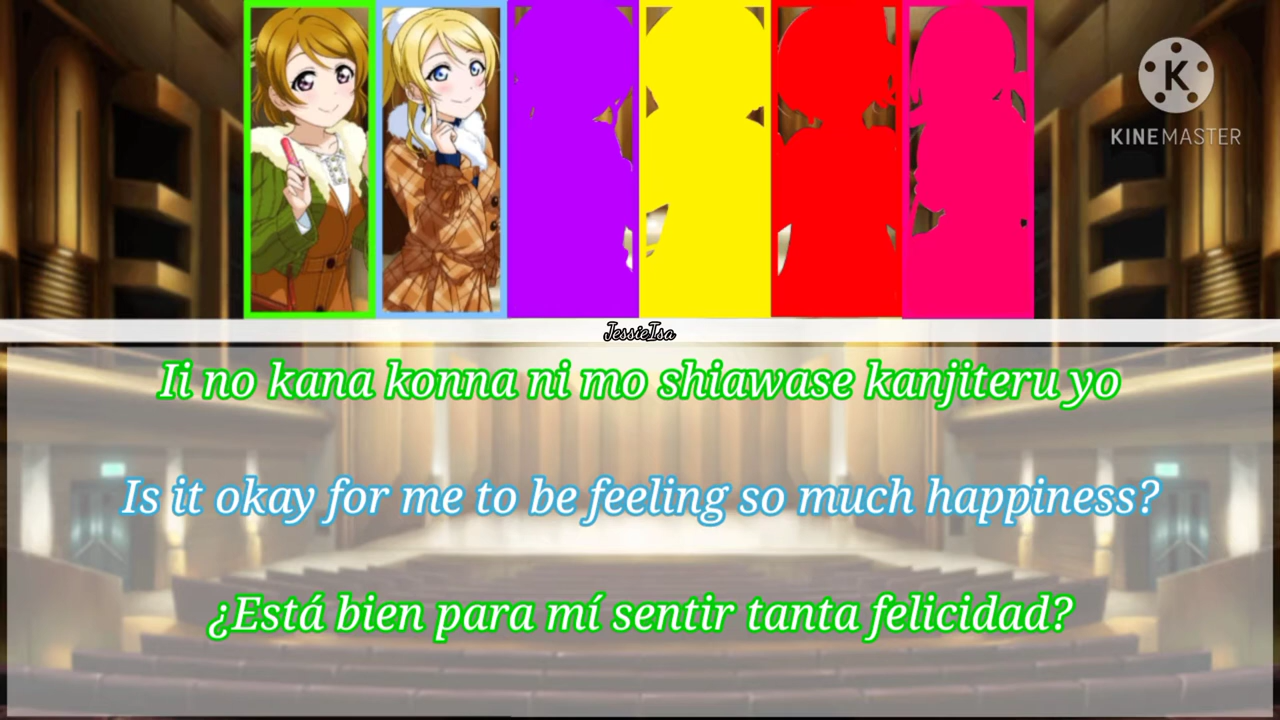 K
KINEMASTER
JessieIsa
Ii no kana konna ni mo shiawase kanjiteru yo
Is it okay for me to be feeling so much happiness?
¿Está bien para mí sentir tanta felicidad?